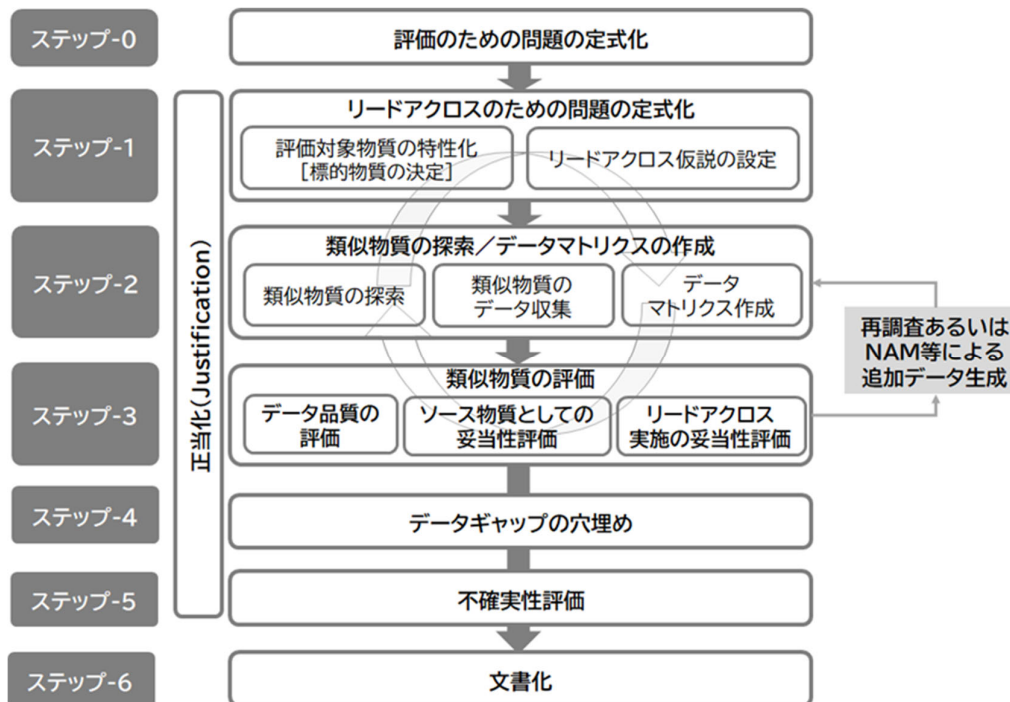 ステップ-0
評価のための問題の定式化
ステップ-1
リードアクロスのための問題の定式化
評価対象物質の特性化
[標的物質の決定]
リードアクロス仮説の設定
正当化(Justification)
ステップ-2
類似物質の探索/データマトリクスの作成
類似物質の探索
類似物質の
データ収集
データ
マトリクス作成
再調査あるいは
NAM等による
追加データ生成
ステップ-3
類似物質の評価
データ品質の
評価
ソース物質としての
妥当性評価
リードアクロス
実施の妥当性評価
ステップ-4
データギャップの穴埋め
ステップ-5
不確実性評価
ステップ-6
文書化